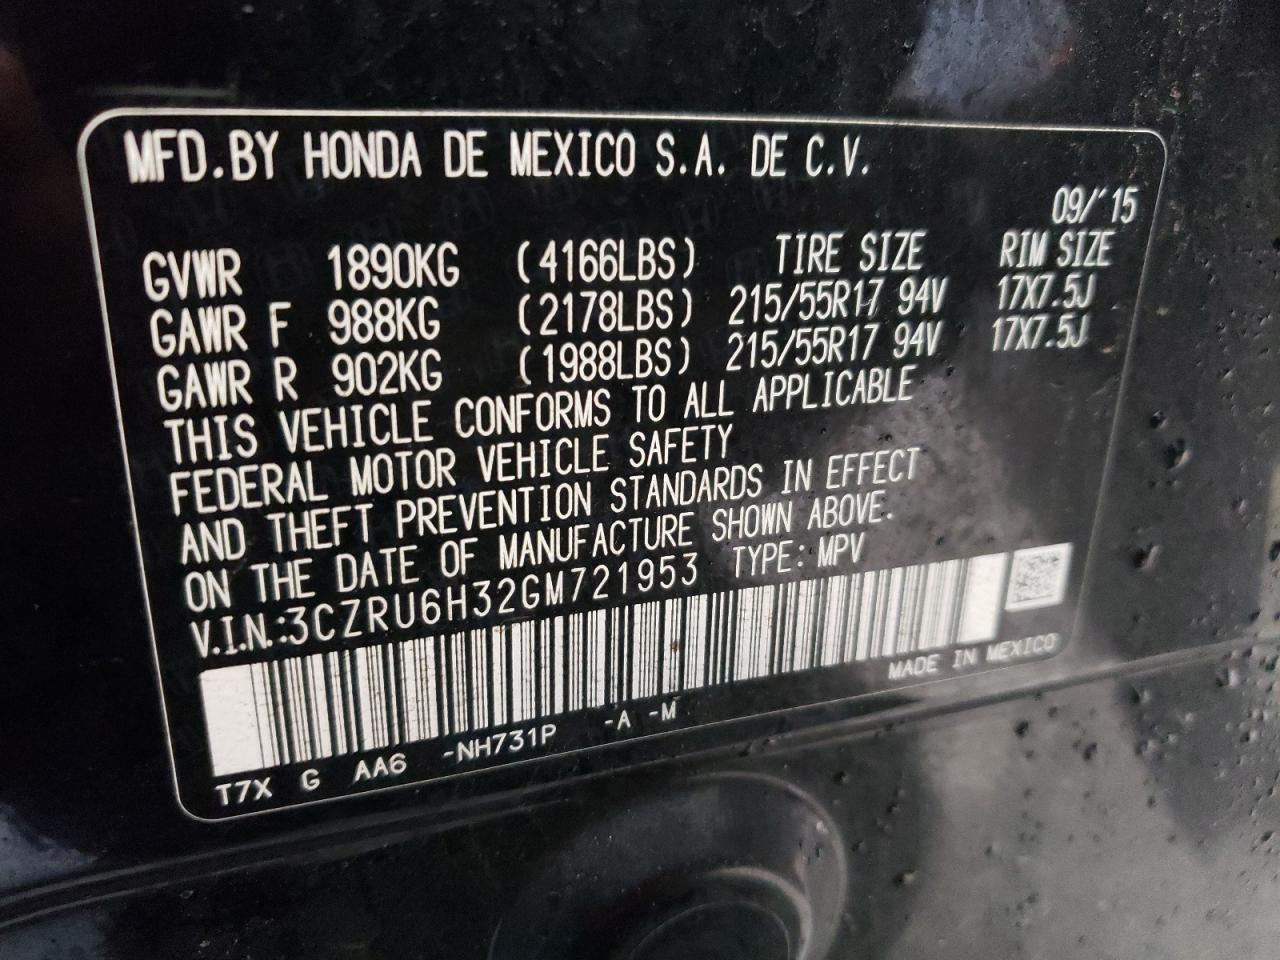 MFD.BY HONDA DE MEXICO S.A. DE C.V.
09/'15
GVWR 1890KG (4166LBS) TIRE SIZE RIM SIZE
GAWR F 988KG (2178LBS) 215/55R17 94V 17X7.5J
GAWR R 902KG (1988LBS) 215/55R17 94V 17X7.5J
THIS VEHICLE CONFORMS TO ALL APPLICABLE
FEDERAL MOTOR VEHICLE SAFETY
AND THEFT PREVENTION STANDARDS IN EFFECT
ON THE DATE OF MANUFACTURE SHOWN ABOVE.
V.I.N.:3CZRU6H32GM721953 TYPE: MPV
MADE IN MEXICO
T7X G AA6 -NH731P -A -M